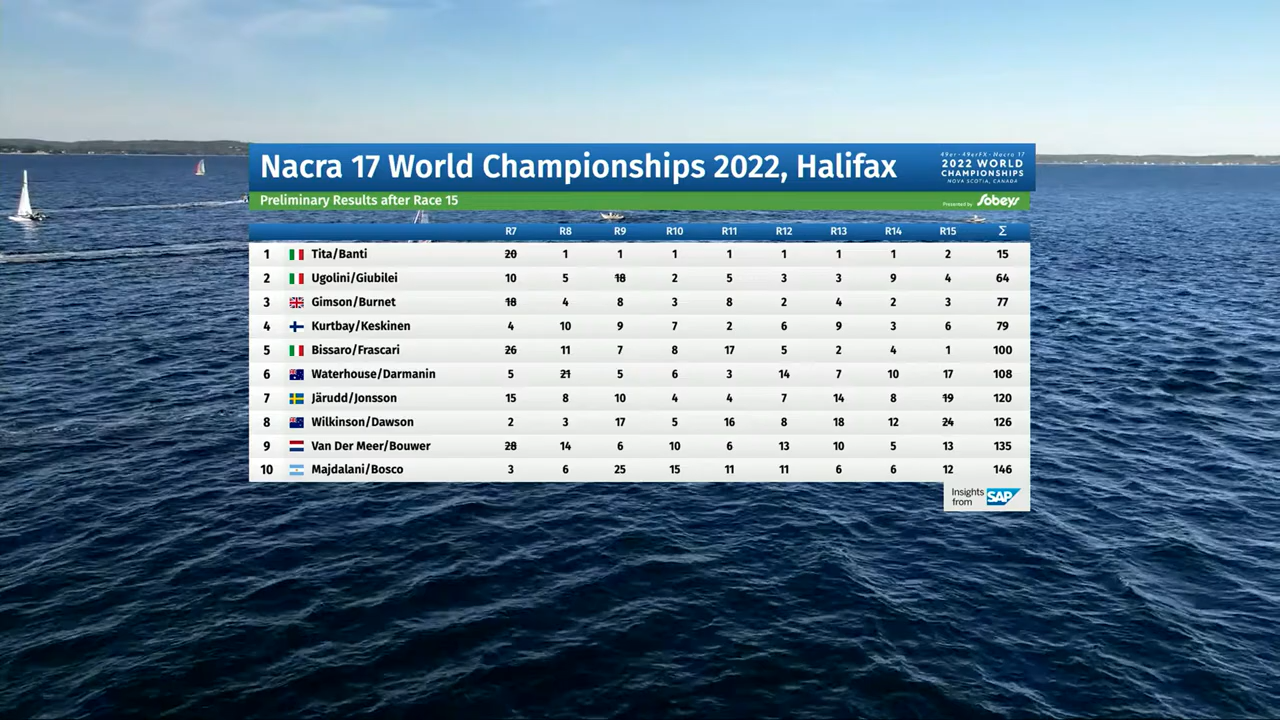 Nacra 17 World Championships 2022, Halifax
49er · 49erFX · Nacra 17
2022 WORLD
CHAMPIONSHIPS
NOVA SCOTIA, CANADA
Preliminary Results after Race 15
Presented by Sobeys
R7 R8 R9 R10 R11 R12 R13 R14 R15 Σ
1 Tita/Banti 20 1 1 1 1 1 1 1 2 15
2 Ugolini/Giubilei 10 5 18 2 5 3 3 9 4 64
3 Gimson/Burnet 18 4 8 3 8 2 4 2 3 77
4 Kurtbay/Keskinen 4 10 9 7 2 6 9 3 6 79
5 Bissaro/Frascari 26 11 7 8 17 5 2 4 1 100
6 Waterhouse/Darmanin 5 21 5 6 3 14 7 10 17 108
7 Järudd/Jonsson 15 8 10 4 4 7 14 8 19 120
8 Wilkinson/Dawson 2 3 17 5 16 8 18 12 24 126
9 Van Der Meer/Bouwer 28 14 6 10 6 13 10 5 13 135
10 Majdalani/Bosco 3 6 25 15 11 11 6 6 12 146
Insights
from SAP